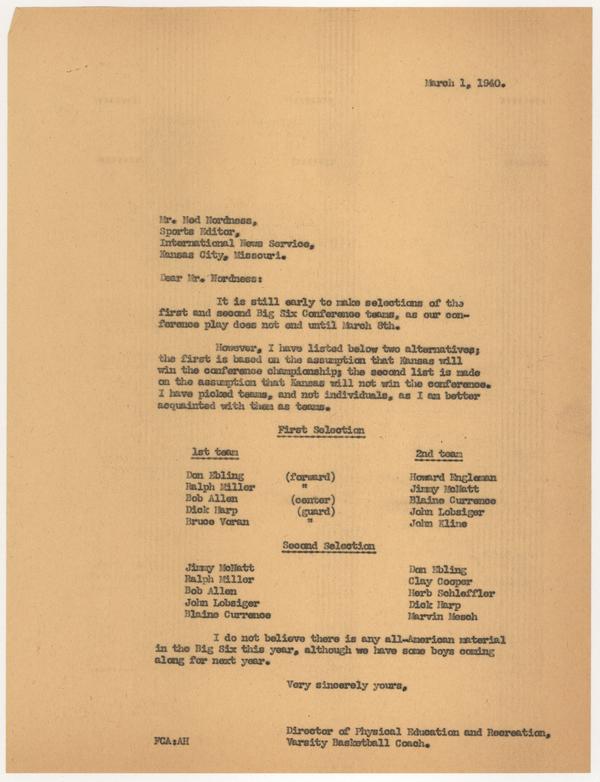 March 1, 1940.
Mr. Ned Nordness,
Sports Editor,
International News Service,
Kansas City, Missouri.
Dear Mr. Nordness:
It is still early to make selections of the
first and second Big Six Conference teams, as our con-
ference play does not end until March 8th.
However, I have listed below two alternatives;
the first is based on the assumption that Kansas will
win the conference championship; the second list is made
on the assumption that Kansas will not win the conference.
I have picked teams, and not individuals, as I am better
acquainted with them as teams.
First Selection
1st team 2nd team
Don Ebling (forward) Howard Engleman
Ralph Miller " Jimmy McNatt
Bob Allen (center) Blaine Currence
Dick Harp (guard) John Lobsiger
Bruce Voran " John Kline
Second Selection
Jimmy McNatt Don Ebling
Ralph Miller Clay Cooper
Bob Allen Herb Scheffler
John Lobsiger Dick Harp
Blaine Currence Marvin Mesch
I do not believe there is any all-American material
in the Big Six this year, although we have some boys coming
along for next year.
Very sincerely yours,
Director of Physical Education and Recreation,
FCA:AH Varsity Basketball Coach.